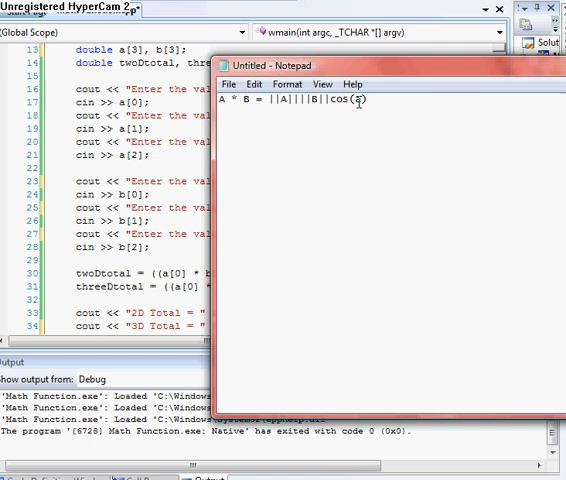 Unregistered HyperCam 2
(Global Scope)
wmain(int argc, _TCHAR *[] argv)
Solut
13 double a[3], b[3];
14 double twoDtotal, thre
15
16 cout << "Enter the val
17 cin >> a[0];
18 cout << "Enter the val
19 cin >> a[1];
20 cout << "Enter the val
21 cin >> a[2];
22
23 cout << "Enter the val
24 cin >> b[0];
25 cout << "Enter the val
26 cin >> b[1];
27 cout << "Enter the val
28 cin >> b[2];
29
30 twoDtotal = ((a[0] * b
31 threeDtotal = ((a[0] *
32
33 cout << "2D Total = "
34 cout << "3D Total = "
Untitled - Notepad
File Edit Format View Help
A * B = ||A||||B||cos(a)
Output
Show output from: Debug
'Math Function.exe': Loaded 'C:\Windows
'Math Function.exe': Loaded 'C:\Windows
'Math Function.exe': Loaded 'C:\Windows\
The program '[6728] Math Function.exe: Native' has exited with code 0 (0x0).
Output